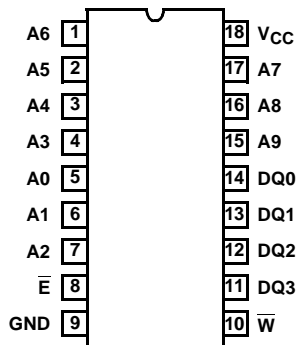 A6 1 18 VCC
A5 2 17 A7
A4 3 16 A8
A3 4 15 A9
A0 5 14 DQ0
A1 6 13 DQ1
A2 7 12 DQ2
E̅ 8 11 DQ3
GND 9 10 W̅